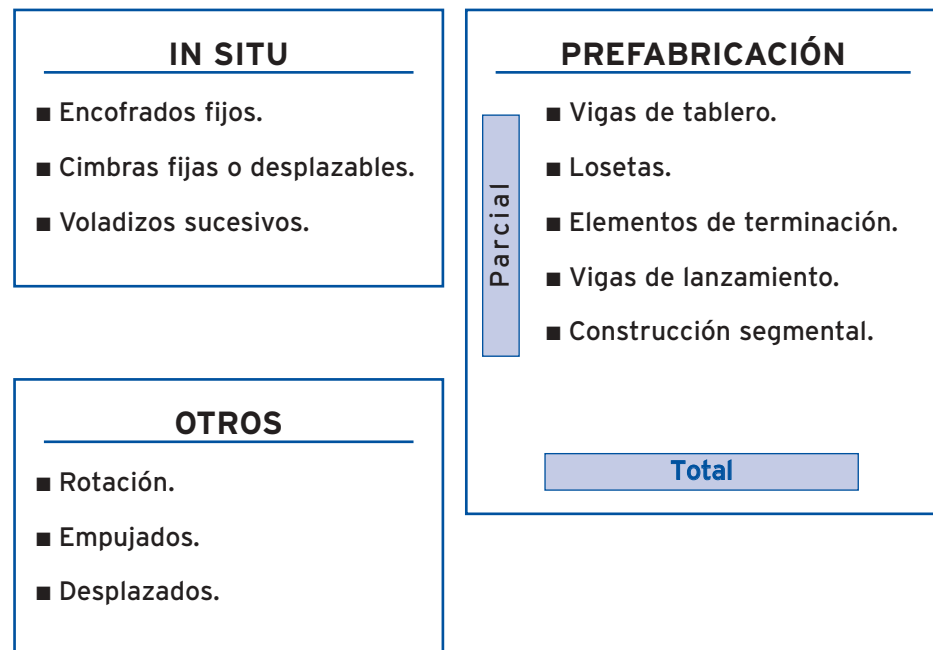 IN SITU
■ Encofrados fijos.
■ Cimbras fijas o desplazables.
■ Voladizos sucesivos.
PREFABRICACIÓN
Parcial
■ Vigas de tablero.
■ Losetas.
■ Elementos de terminación.
■ Vigas de lanzamiento.
■ Construcción segmental.
Total
OTROS
■ Rotación.
■ Empujados.
■ Desplazados.